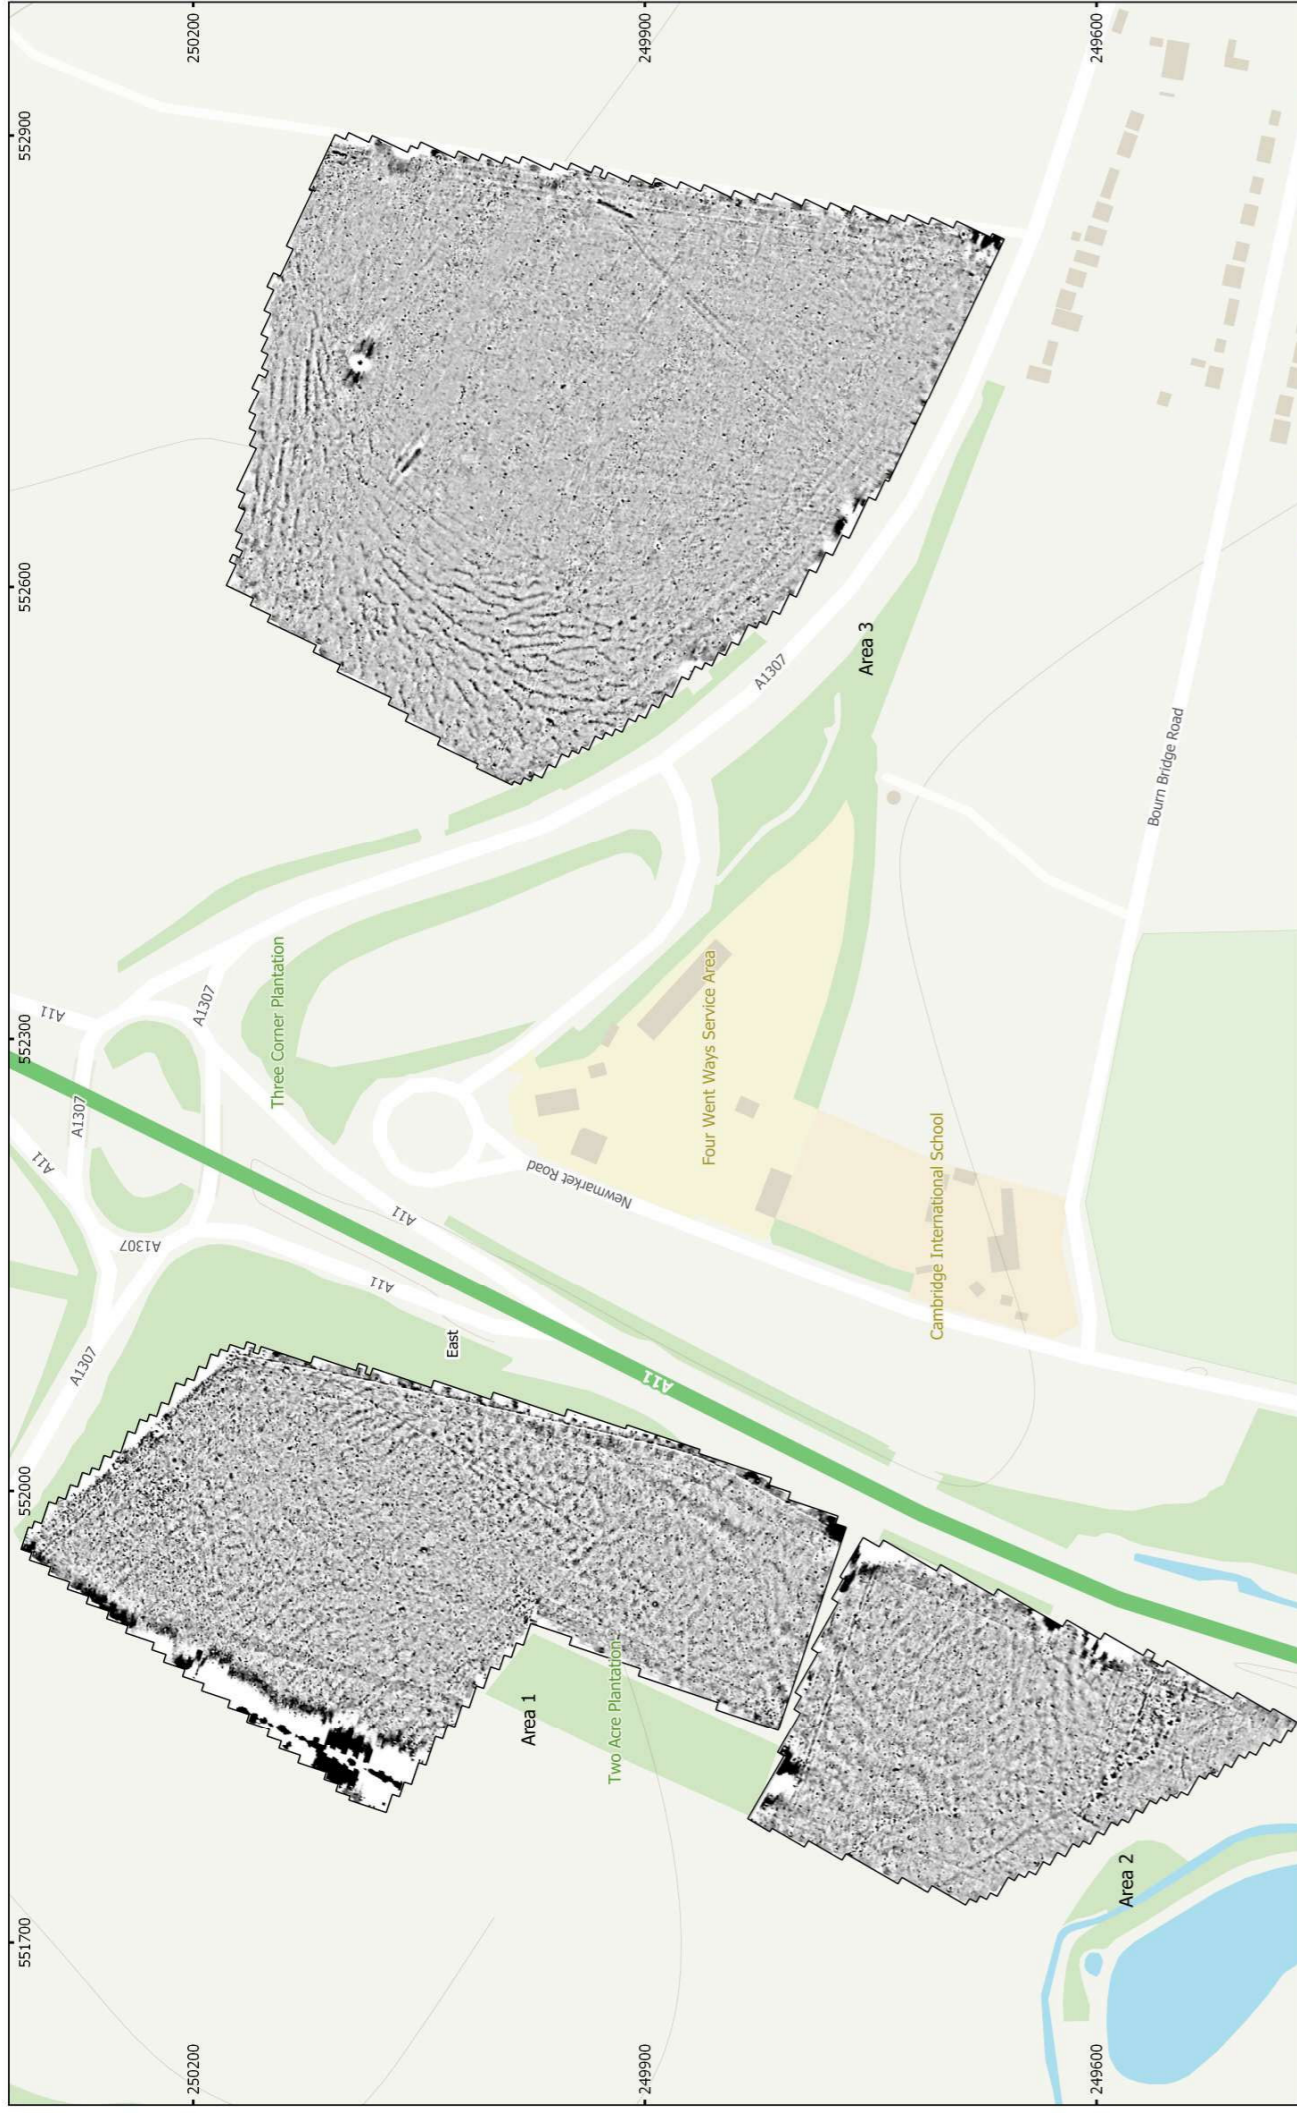 250200
249900
249600
552900
552600
A1307
Area 3
Bourn Bridge Road
A11
A1307
Three Corner Plantation
552300
A1307
A11
Four Went Ways Service Area
Newmarket Road
Cambridge International School
A11
A1307
A11
A1307
East
A11
552000
Area 1
Two Acre Plantation
Area 2
551700
250200
249900
249600